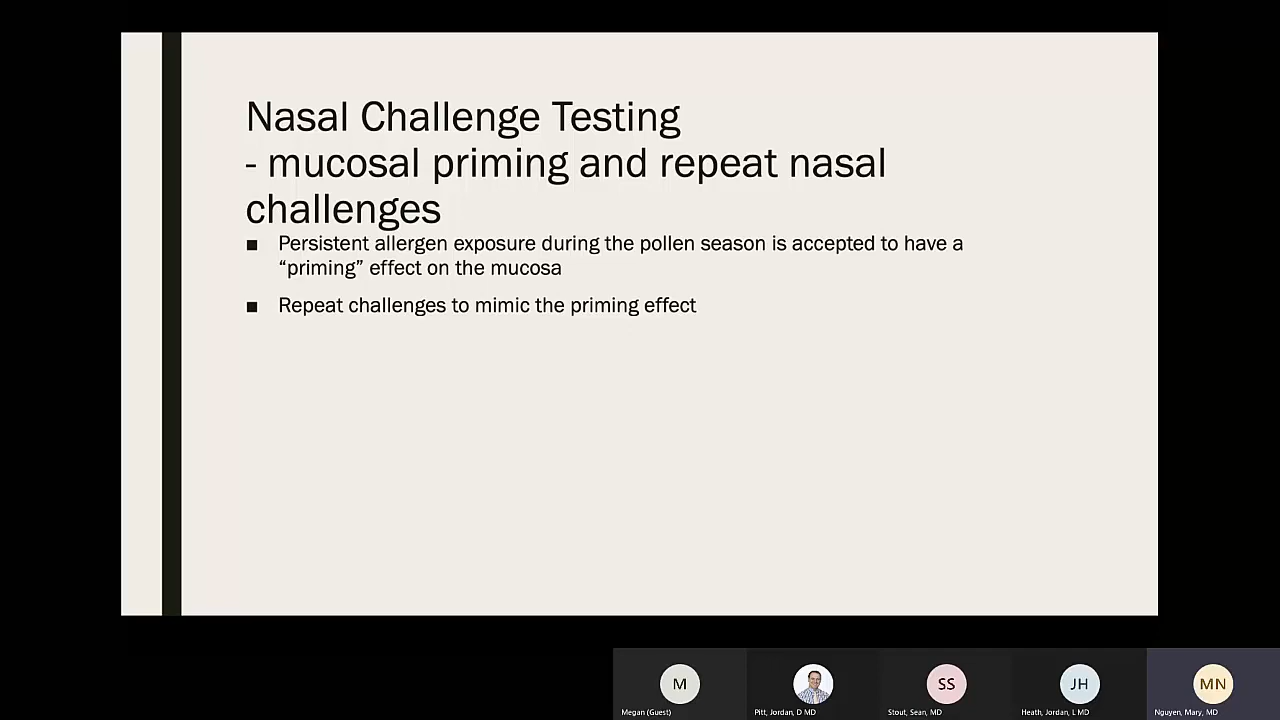 Nasal Challenge Testing
- mucosal priming and repeat nasal
challenges
■ Persistent allergen exposure during the pollen season is accepted to have a
“priming” effect on the mucosa
■ Repeat challenges to mimic the priming effect
M
SS
JH
MN
Megan (Guest)
Pitt, Jordan, D MD
Stout, Sean, MD
Heath, Jordan, L MD
Nguyen, Mary, MD